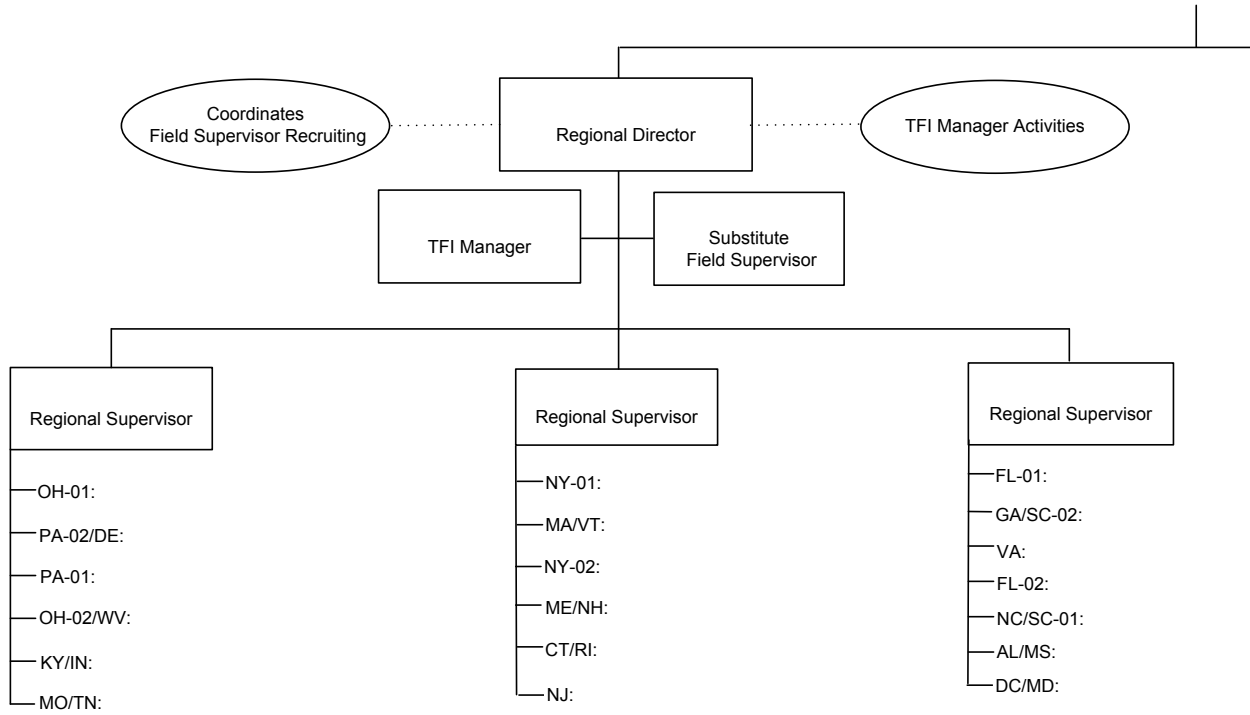 Coordinates
Field Supervisor Recruiting
Regional Director
TFI Manager Activities
TFI Manager
Substitute
Field Supervisor
Regional Supervisor
OH-01:
PA-02/DE:
PA-01:
OH-02/WV:
KY/IN:
MO/TN:
Regional Supervisor
NY-01:
MA/VT:
NY-02:
ME/NH:
CT/RI:
NJ:
Regional Supervisor
FL-01:
GA/SC-02:
VA:
FL-02:
NC/SC-01:
AL/MS:
DC/MD: